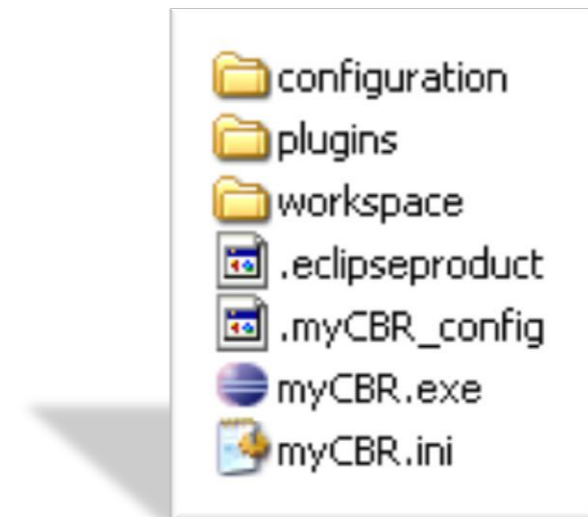 configuration
plugins
workspace
.eclipseproduct
.myCBR_config
myCBR.exe
myCBR.ini